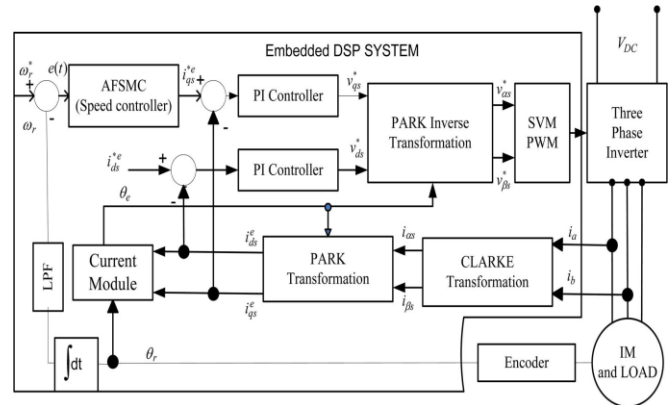 Embedded DSP SYSTEM
V_DC
ω_r^*
e(t)
+
-
ω_r
AFSMC
(Speed controller)
i_qs^*e
+
-
PI Controller
v_qs^*
PARK Inverse
Transformation
v_αs^*
v_βs^*
SVM
PWM
Three
Phase
Inverter
i_ds^*e
+
-
PI Controller
v_ds^*
θ_e
LPF
Current
Module
i_ds^e
i_qs^e
PARK
Transformation
i_αs
i_βs
CLARKE
Transformation
i_a
i_b
∫dt
θ_r
Encoder
IM
and LOAD